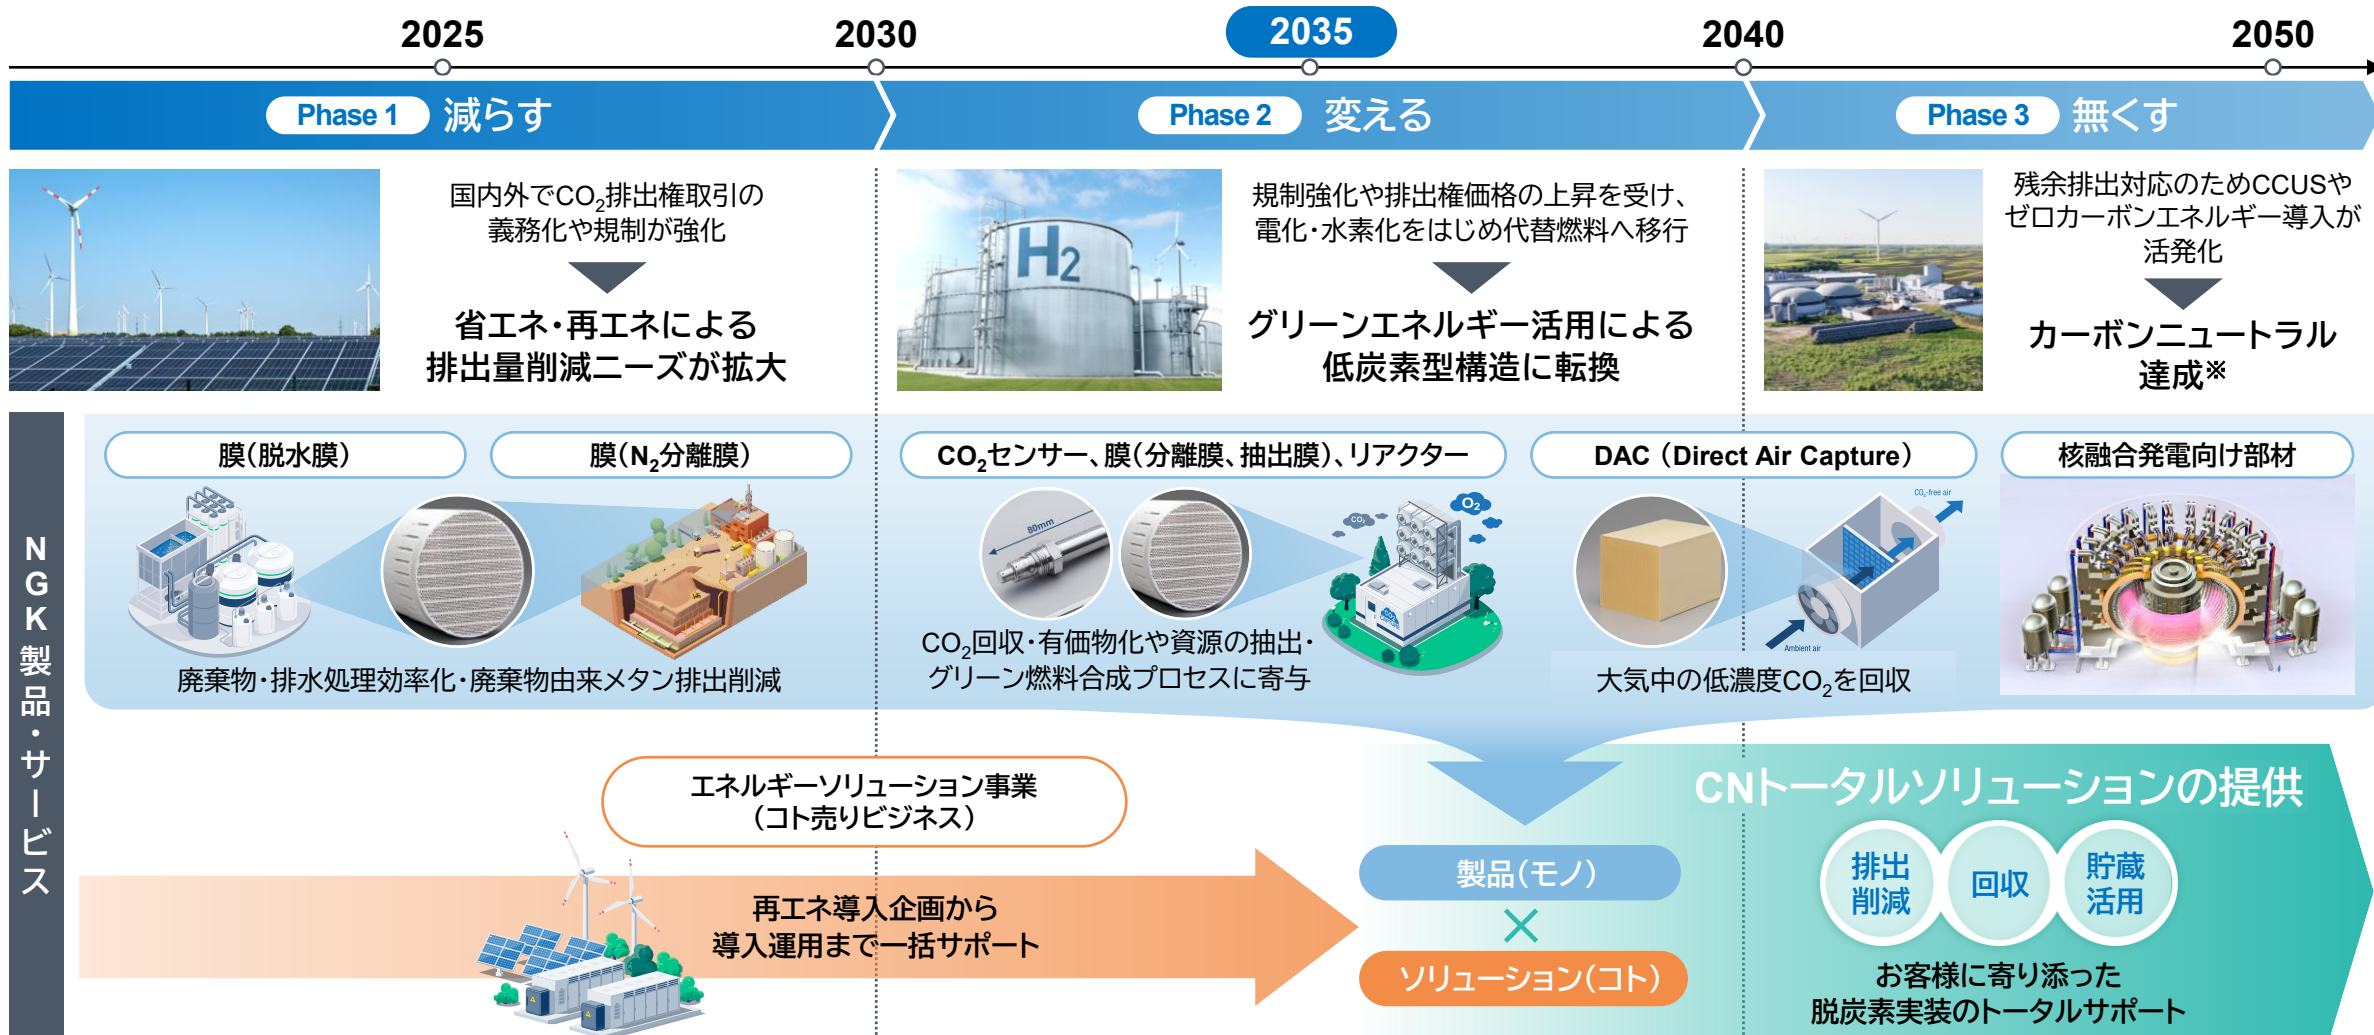 2025
2030
2035
2040
2050
Phase 1 減らす
Phase 2 変える
Phase 3 無くす
国内外でCO₂排出権取引の
義務化や規制が強化
省エネ・再エネによる
排出量削減ニーズが拡大
H2
規制強化や排出権価格の上昇を受け、
電化・水素化をはじめ代替燃料へ移行
グリーンエネルギー活用による
低炭素型構造に転換
残余排出対応のためCCUSや
ゼロカーボンエネルギー導入が
活発化
カーボンニュートラル
達成※
NGK製品・サービス
膜(脱水膜)
膜(N₂分離膜)
廃棄物・排水処理効率化・廃棄物由来メタン排出削減
CO₂センサー、膜(分離膜、抽出膜)、リアクター
80mm
CO₂
O₂
CO₂
CAPTURE
CO₂回収・有価物化や資源の抽出・
グリーン燃料合成プロセスに寄与
DAC (Direct Air Capture)
CO₂-free air
Ambient air
大気中の低濃度CO₂を回収
核融合発電向け部材
エネルギーソリューション事業
(コト売りビジネス)
再エネ導入企画から
導入運用まで一括サポート
製品(モノ)
×
ソリューション(コト)
CNトータルソリューションの提供
排出
削減
回収
貯蔵
活用
お客様に寄り添った
脱炭素実装のトータルサポート